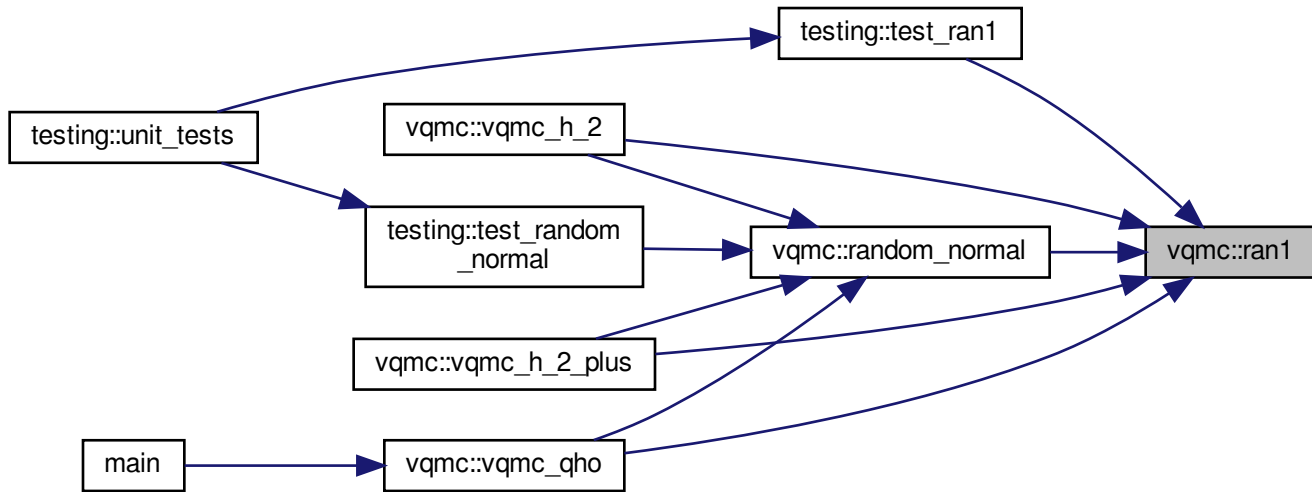 testing::test_ran1
testing::unit_tests
vqmc::vqmc_h_2
testing::test_random
_normal
vqmc::random_normal
vqmc::ran1
vqmc::vqmc_h_2_plus
main
vqmc::vqmc_qho